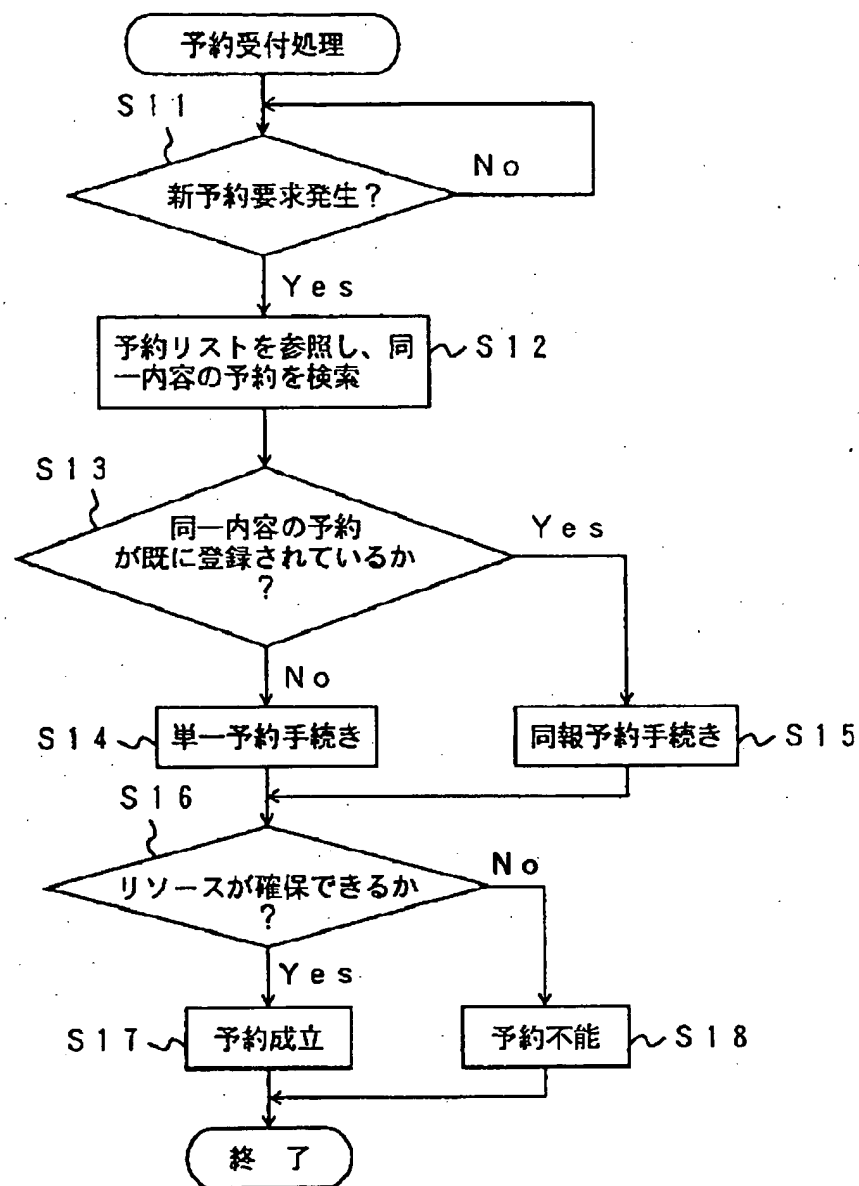 予約受付処理
S11
No
新予約要求発生?
Yes
予約リストを参照し、同
一内容の予約を検索
S12
S13
同一内容の予約
が既に登録されているか
?
Yes
No
S14
単一予約手続き
同報予約手続き
S15
S16
リソースが確保できるか
?
No
Yes
S17
予約成立
予約不能
S18
終 了